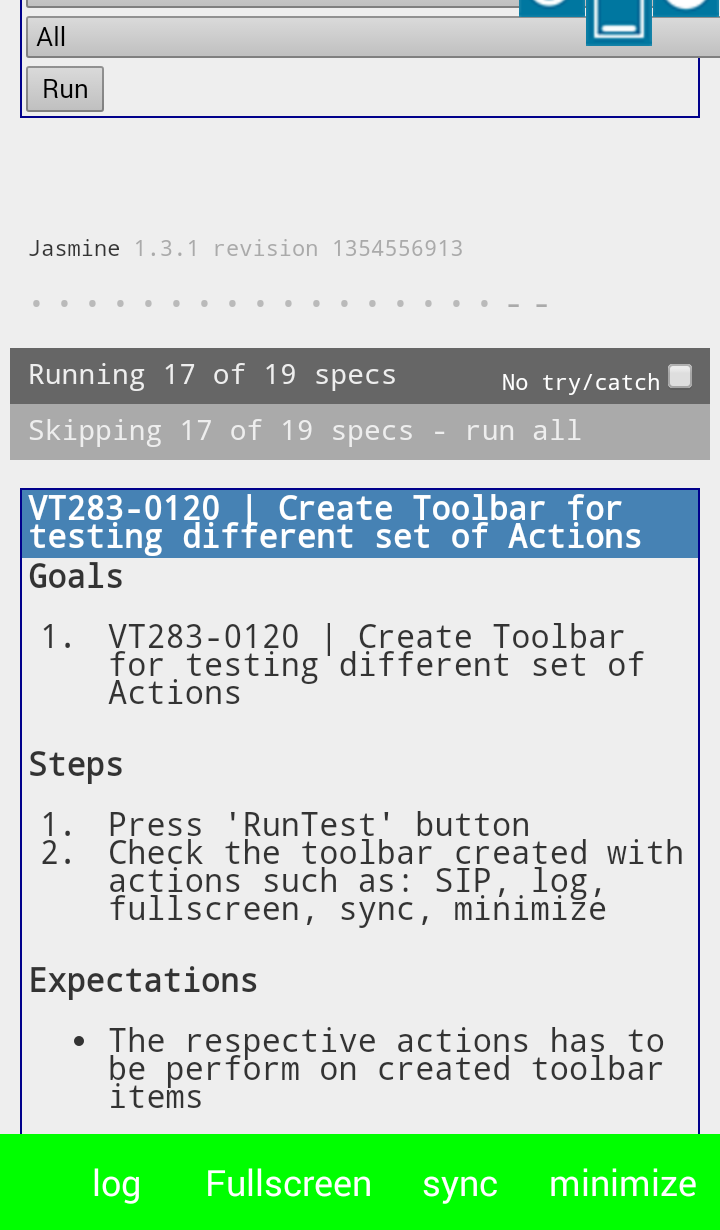 All
Run
Jasmine 1.3.1 revision 1354556913
Running 17 of 19 specs No try/catch
Skipping 17 of 19 specs - run all
VT283-0120 | Create Toolbar for
testing different set of Actions
Goals
1. VT283-0120 | Create Toolbar
for testing different set of
Actions
Steps
1. Press 'RunTest' button
2. Check the toolbar created with
actions such as: SIP, log,
fullscreen, sync, minimize
Expectations
• The respective actions has to
be perform on created toolbar
items
log Fullscreen sync minimize